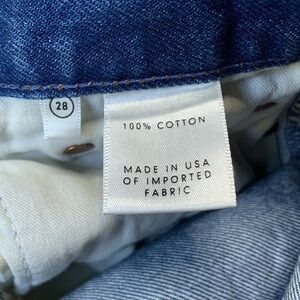 28
100% COTTON
MADE IN USA
OF IMPORTED
FABRIC